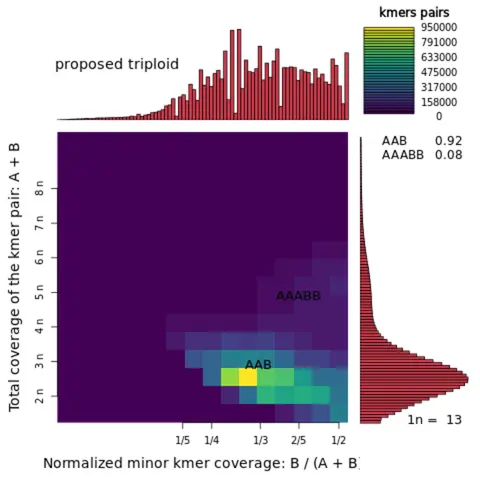 kmers pairs
950000
791000
633000
475000
317000
158000
0
proposed triploid
AAB 0.92
AAABB 0.08
Total coverage of the kmer pair: A + B
8 n
7 n
6 n
5 n
4 n
3 n
2 n
AAABB
AAB
1n = 13
1/5 1/4 1/3 2/5 1/2
Normalized minor kmer coverage: B / (A + B)